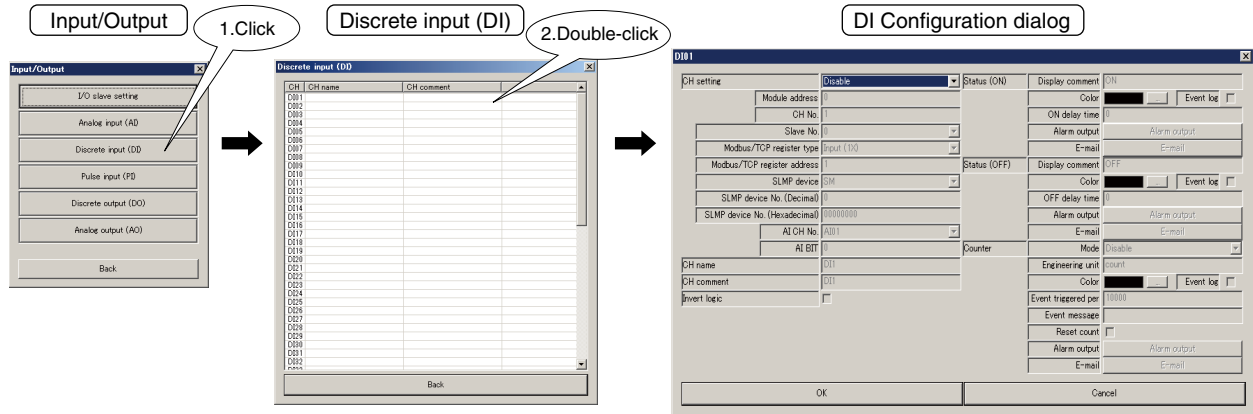 Input/Output
1.Click
Discrete input (DI)
2.Double-click
DI Configuration dialog
Input/Output
I/O slave setting
Analog input (AI)
Discrete input (DI)
Pulse input (PI)
Discrete output (DO)
Analog output (AO)
Back
Discrete input (DI)
CH CH name CH comment
DI01
DI02
DI03
DI04
DI05
DI06
DI07
DI08
DI09
DI10
DI11
DI12
DI13
DI14
DI15
DI16
DI17
DI18
DI19
DI20
DI21
DI22
DI23
DI24
DI25
DI26
DI27
DI28
DI29
DI30
DI31
DI32
Back
DI01
CH setting Disable
Module address 0
CH No. 1
Slave No. 0
Modbus/TCP register type Input (1X)
Modbus/TCP register address 1
SLMP device SM
SLMP device No. (Decimal) 0
SLMP device No. (Hexadecimal) 00000000
AI CH No. AI01
AI BIT 0
CH name DI1
CH comment DI1
Invert logic
Status (ON) Display comment ON
Color ... Event log
ON delay time 0
Alarm output Alarm output
E-mail E-mail
Status (OFF) Display comment OFF
Color ... Event log
OFF delay time 0
Alarm output Alarm output
E-mail E-mail
Counter Mode Disable
Engineering unit count
Color ... Event log
Event triggered per 10000
Event message
Reset count
Alarm output Alarm output
E-mail E-mail
OK
Cancel